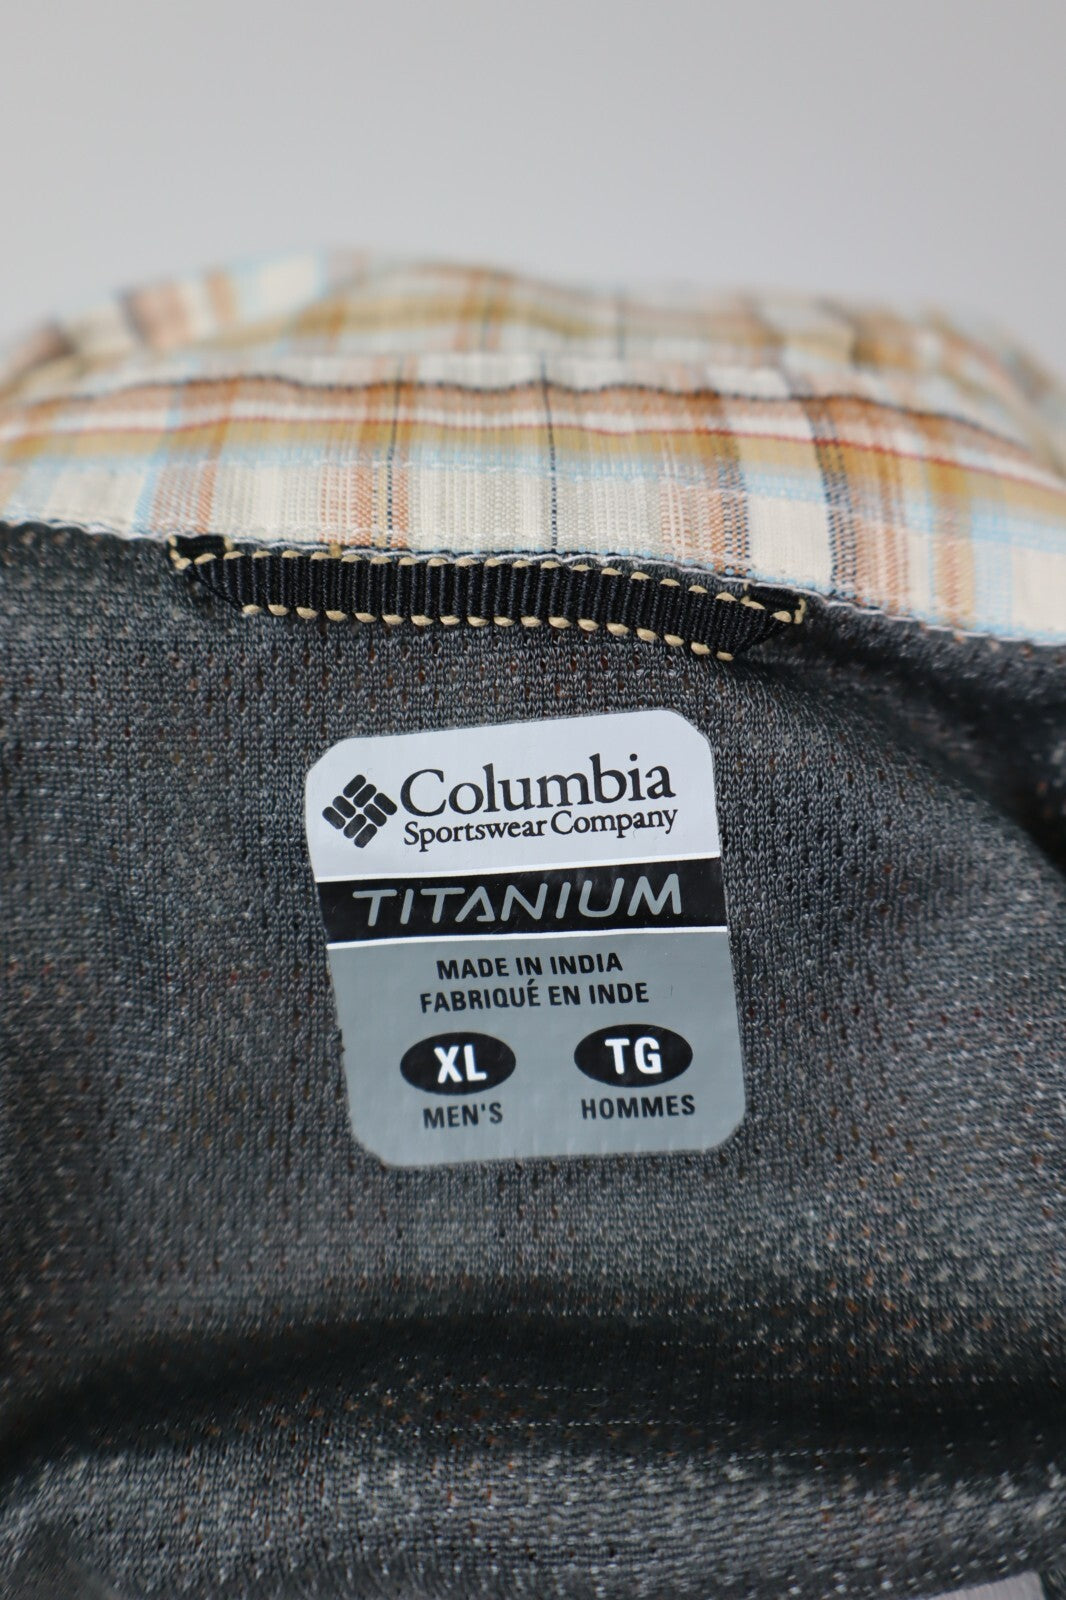 Columbia
Sportswear Company
TITANIUM
MADE IN INDIA
FABRIQUÉ EN INDE
XL TG
MEN'S HOMMES